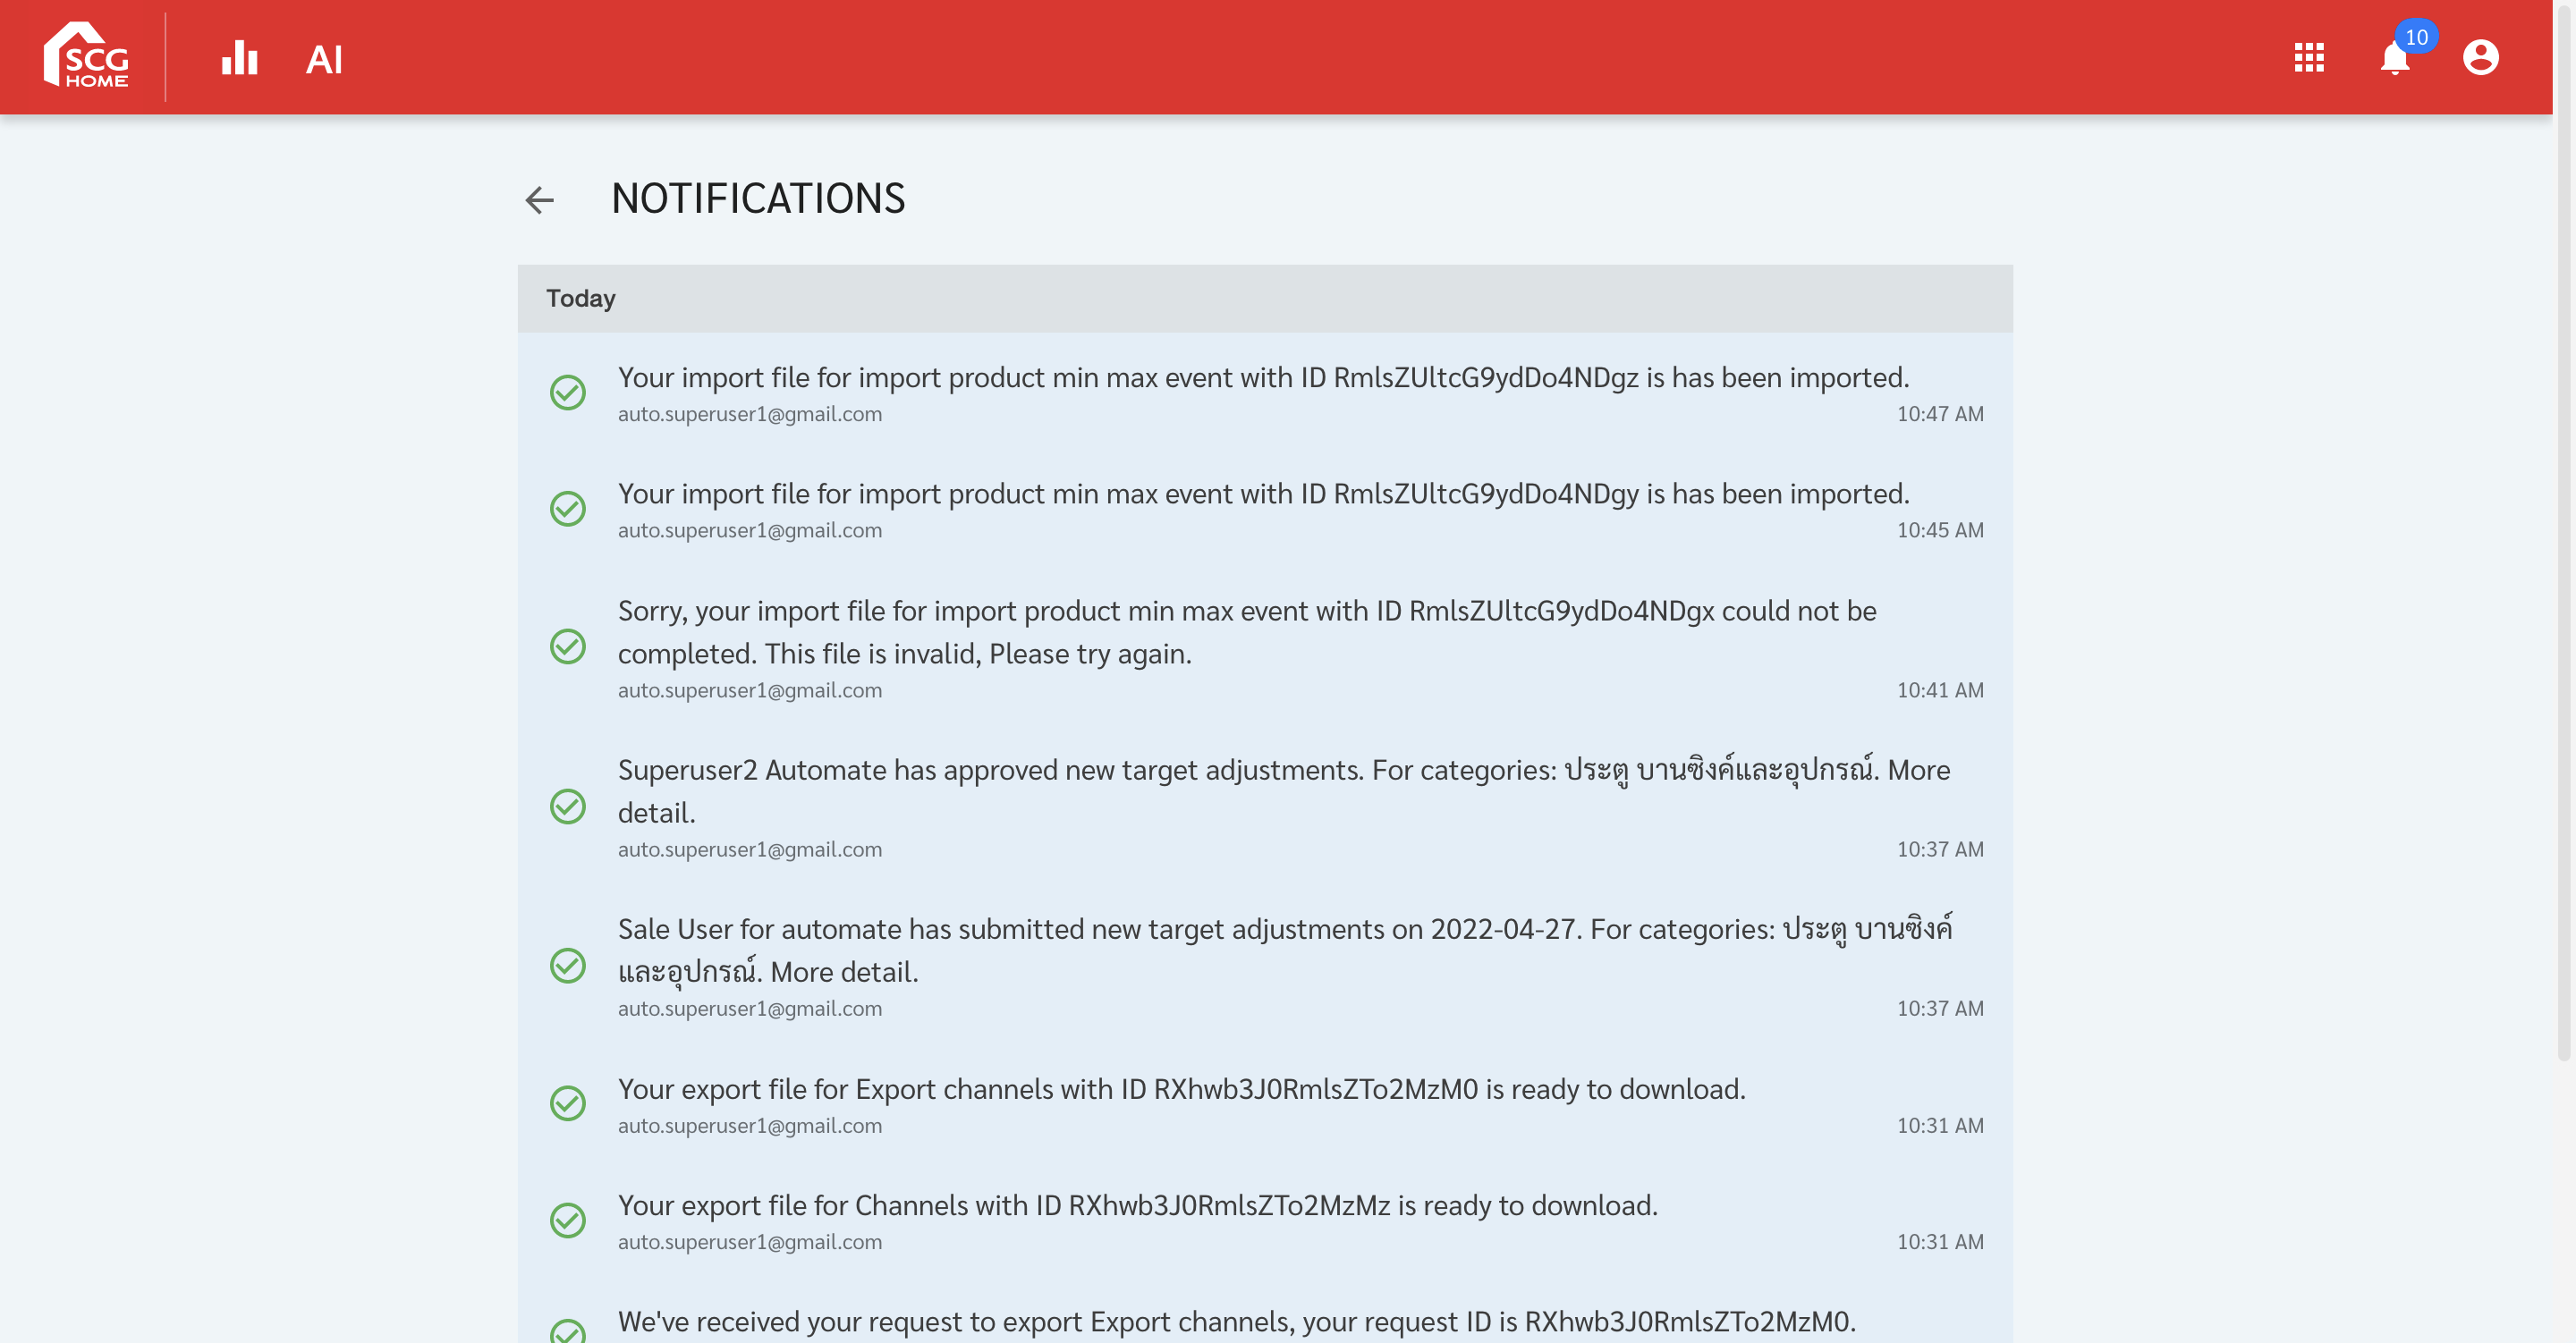 SCG
HOME
AI
10
NOTIFICATIONS
Today
Your import file for import product min max event with ID RmlsZUltcG9ydDo4NDgz is has been imported.
auto.superuser1@gmail.com 10:47 AM
Your import file for import product min max event with ID RmlsZUltcG9ydDo4NDgy is has been imported.
auto.superuser1@gmail.com 10:45 AM
Sorry, your import file for import product min max event with ID RmlsZUltcG9ydDo4NDgx could not be
completed. This file is invalid, Please try again.
auto.superuser1@gmail.com 10:41 AM
Superuser2 Automate has approved new target adjustments. For categories: ประตู บานซิงค์และอุปกรณ์. More
detail.
auto.superuser1@gmail.com 10:37 AM
Sale User for automate has submitted new target adjustments on 2022-04-27. For categories: ประตู บานซิงค์
และอุปกรณ์. More detail.
auto.superuser1@gmail.com 10:37 AM
Your export file for Export channels with ID RXhwb3J0RmlsZTo2MzM0 is ready to download.
auto.superuser1@gmail.com 10:31 AM
Your export file for Channels with ID RXhwb3J0RmlsZTo2MzMz is ready to download.
auto.superuser1@gmail.com 10:31 AM
We've received your request to export Export channels, your request ID is RXhwb3J0RmlsZTo2MzM0.